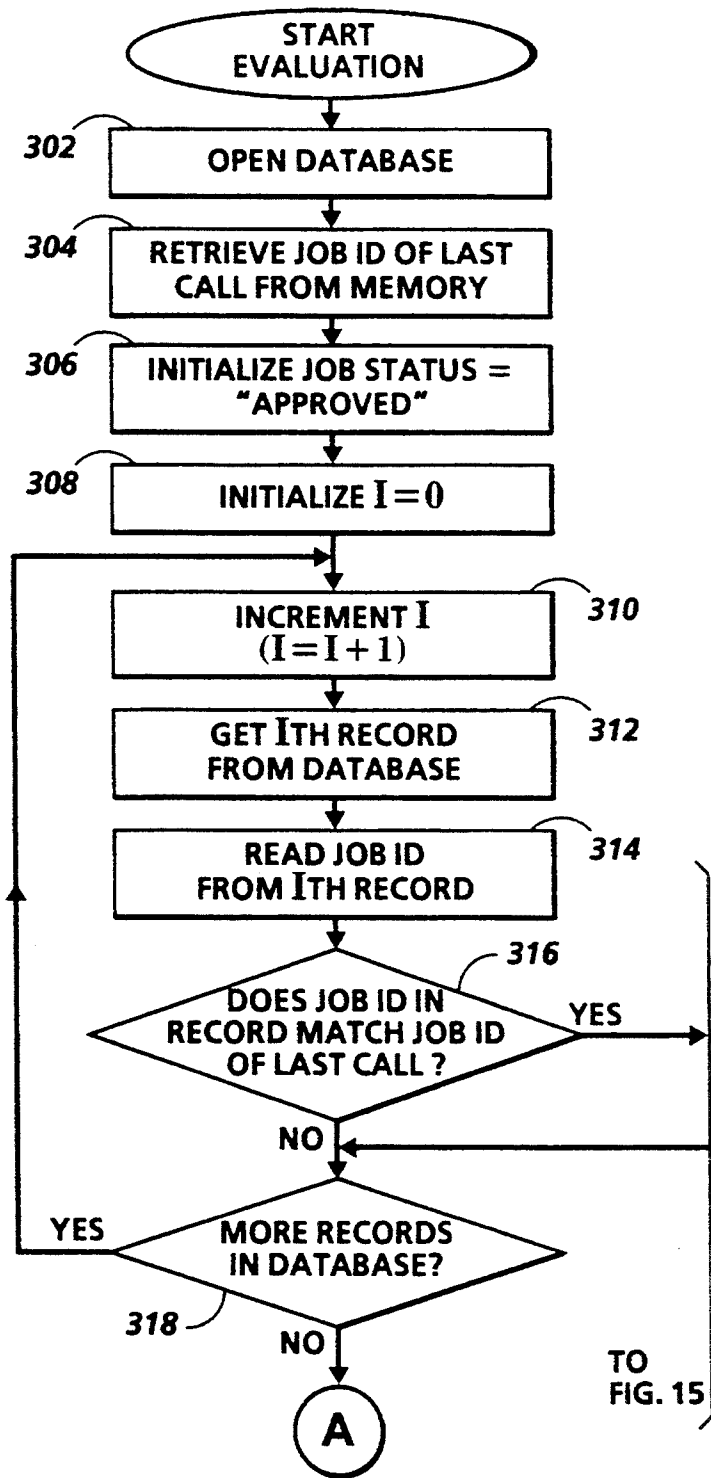 START
EVALUATION
302
OPEN DATABASE
304
RETRIEVE JOB ID OF LAST
CALL FROM MEMORY
306
INITIALIZE JOB STATUS =
"APPROVED"
308
INITIALIZE I=0
310
INCREMENT I
(I=I+1)
312
GET ITH RECORD
FROM DATABASE
314
READ JOB ID
FROM ITH RECORD
316
DOES JOB ID IN
RECORD MATCH JOB ID
OF LAST CALL ?
YES
NO
YES
MORE RECORDS
IN DATABASE?
318
NO
TO
FIG. 15
A